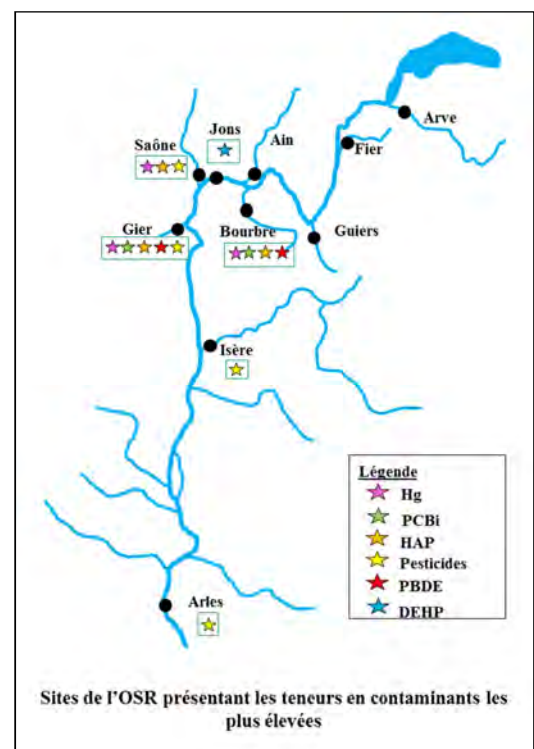 Arve
Jons
Ain
Saône
Fier
Gier
Bourbre
Guiers
Isère
Légende
Hg
PCBi
HAP
Pesticides
PBDE
DEHP
Arles
Sites de l'OSR présentant les teneurs en contaminants les
plus élevées